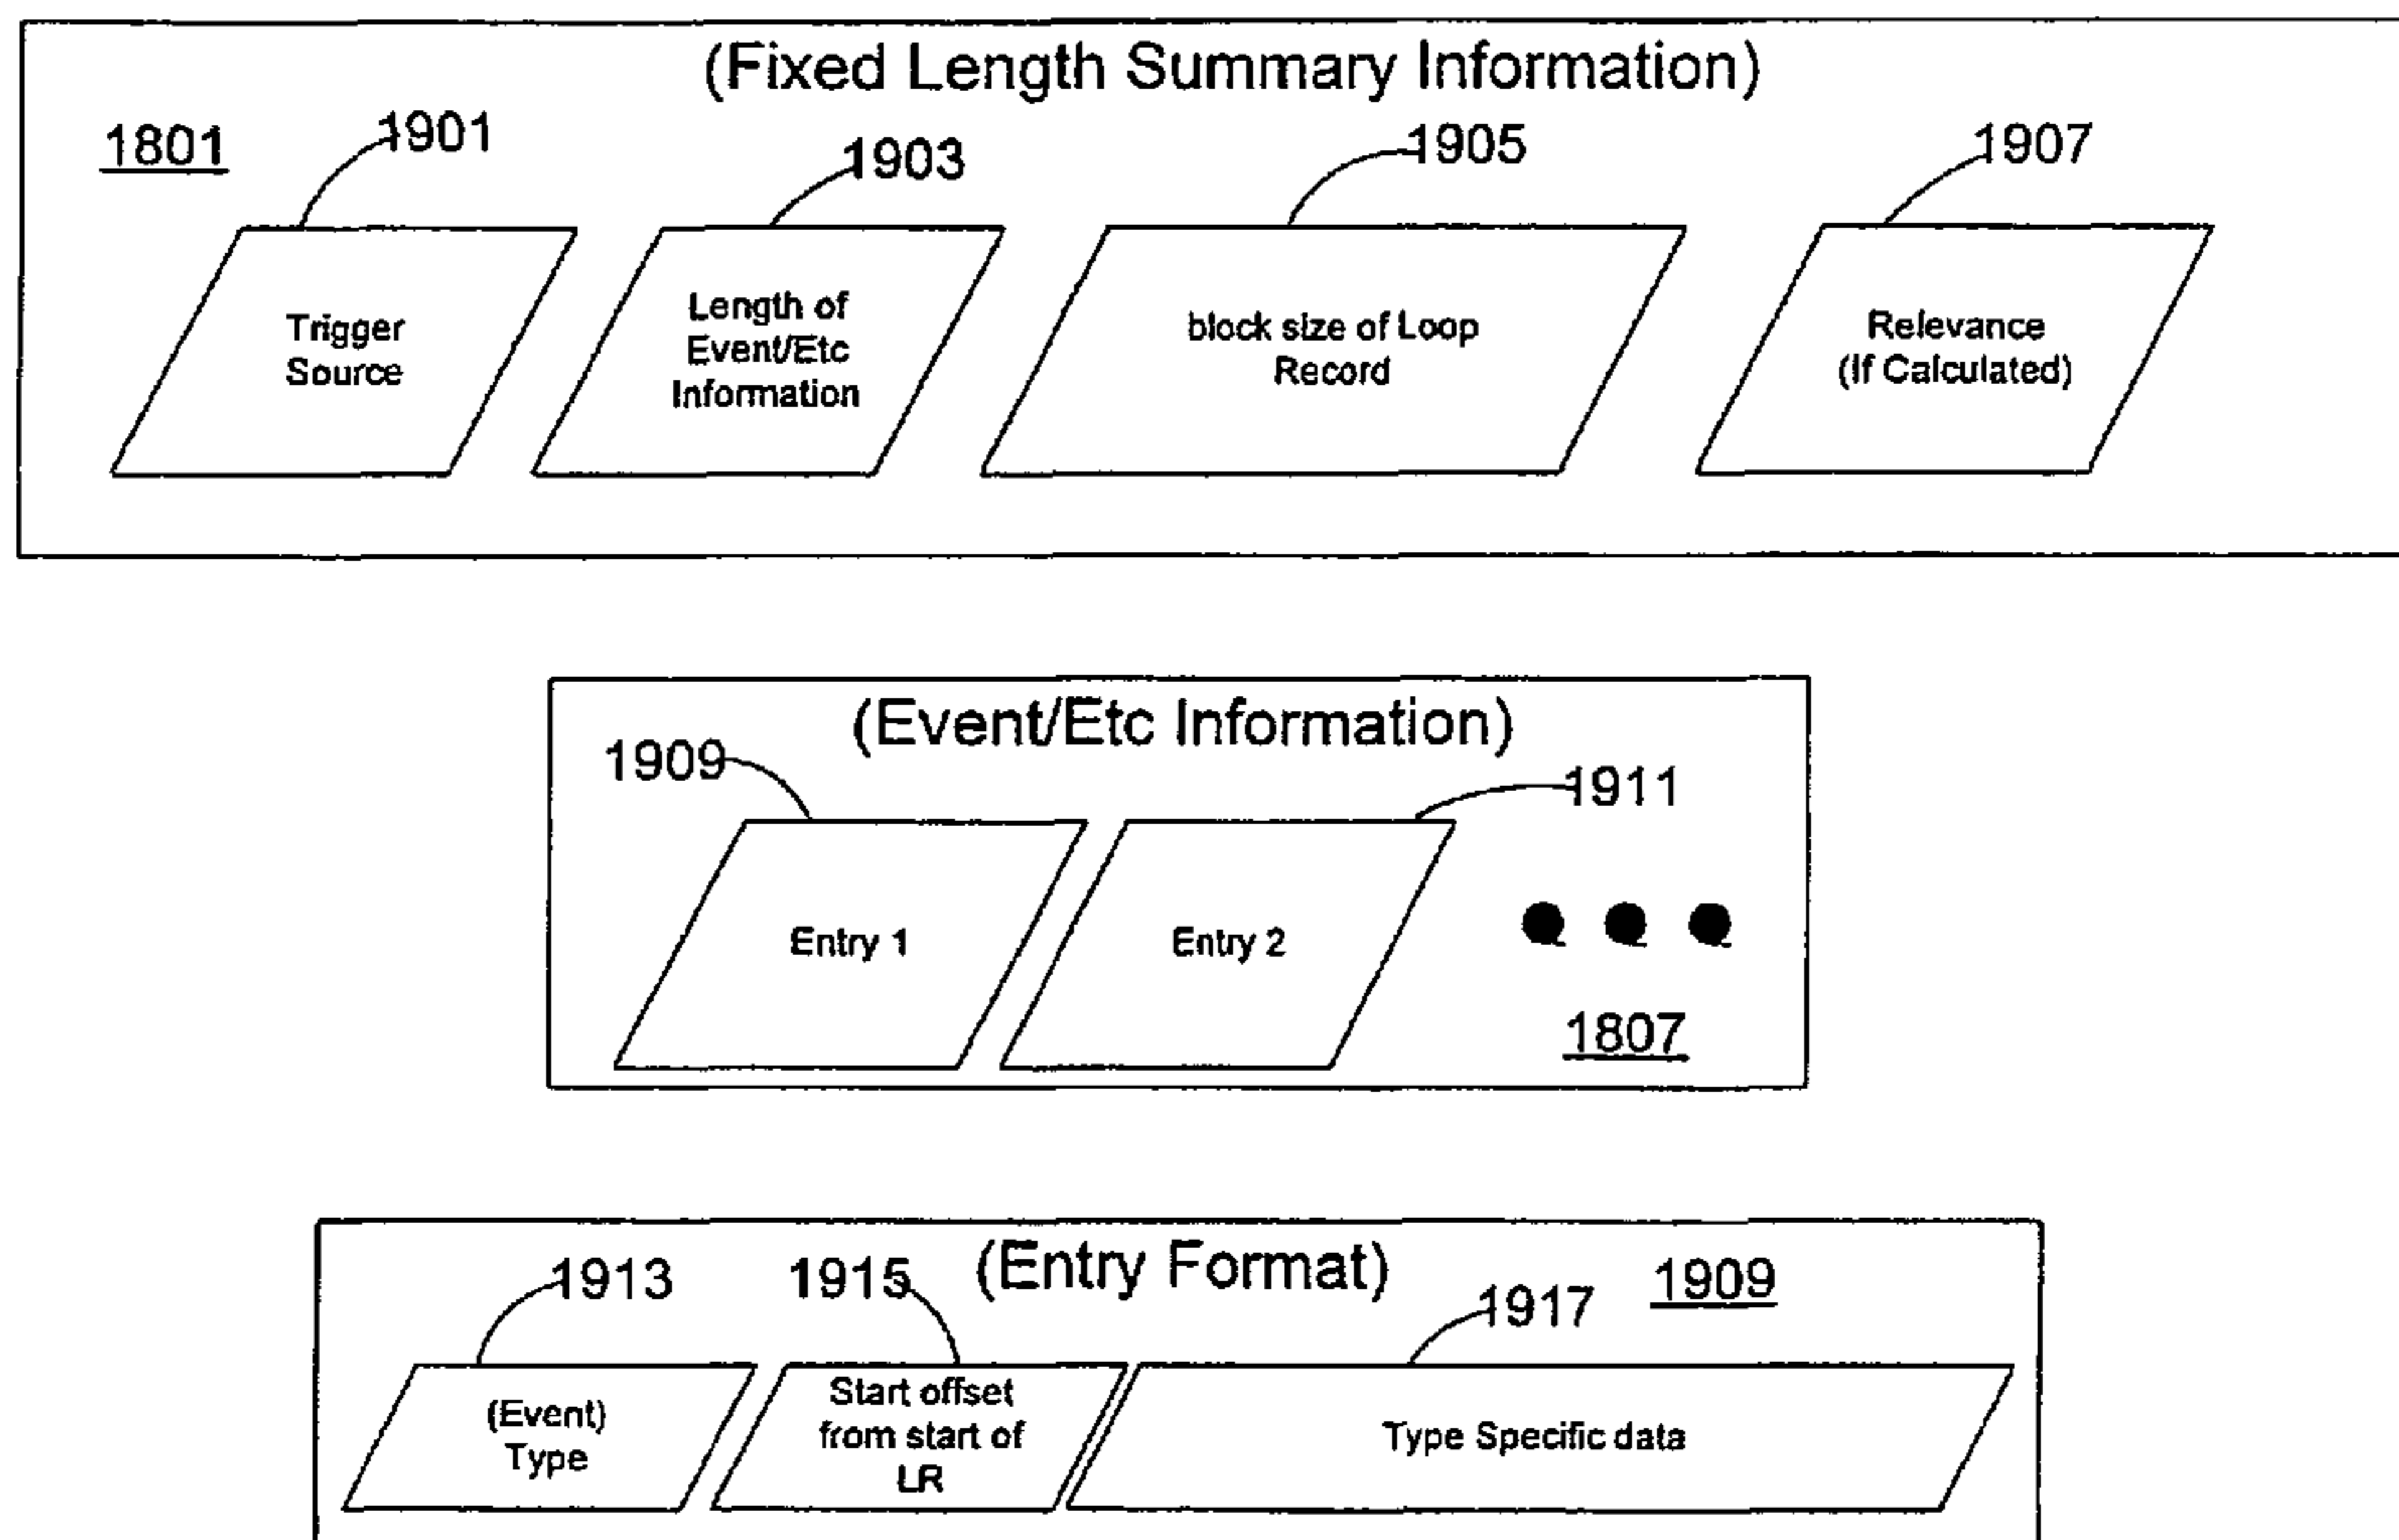 (Fixed Length Summary Information)
1801
1901
1903
1905
1907
Trigger
Source
Length of
Event/Etc
Information
block size of Loop
Record
Relevance
(If Calculated)
(Event/Etc Information)
1909
1911
Entry 1
Entry 2
1807
(Entry Format)
1913
1915
1917
1909
(Event)
Type
Start offset
from start of
LR
Type Specific data